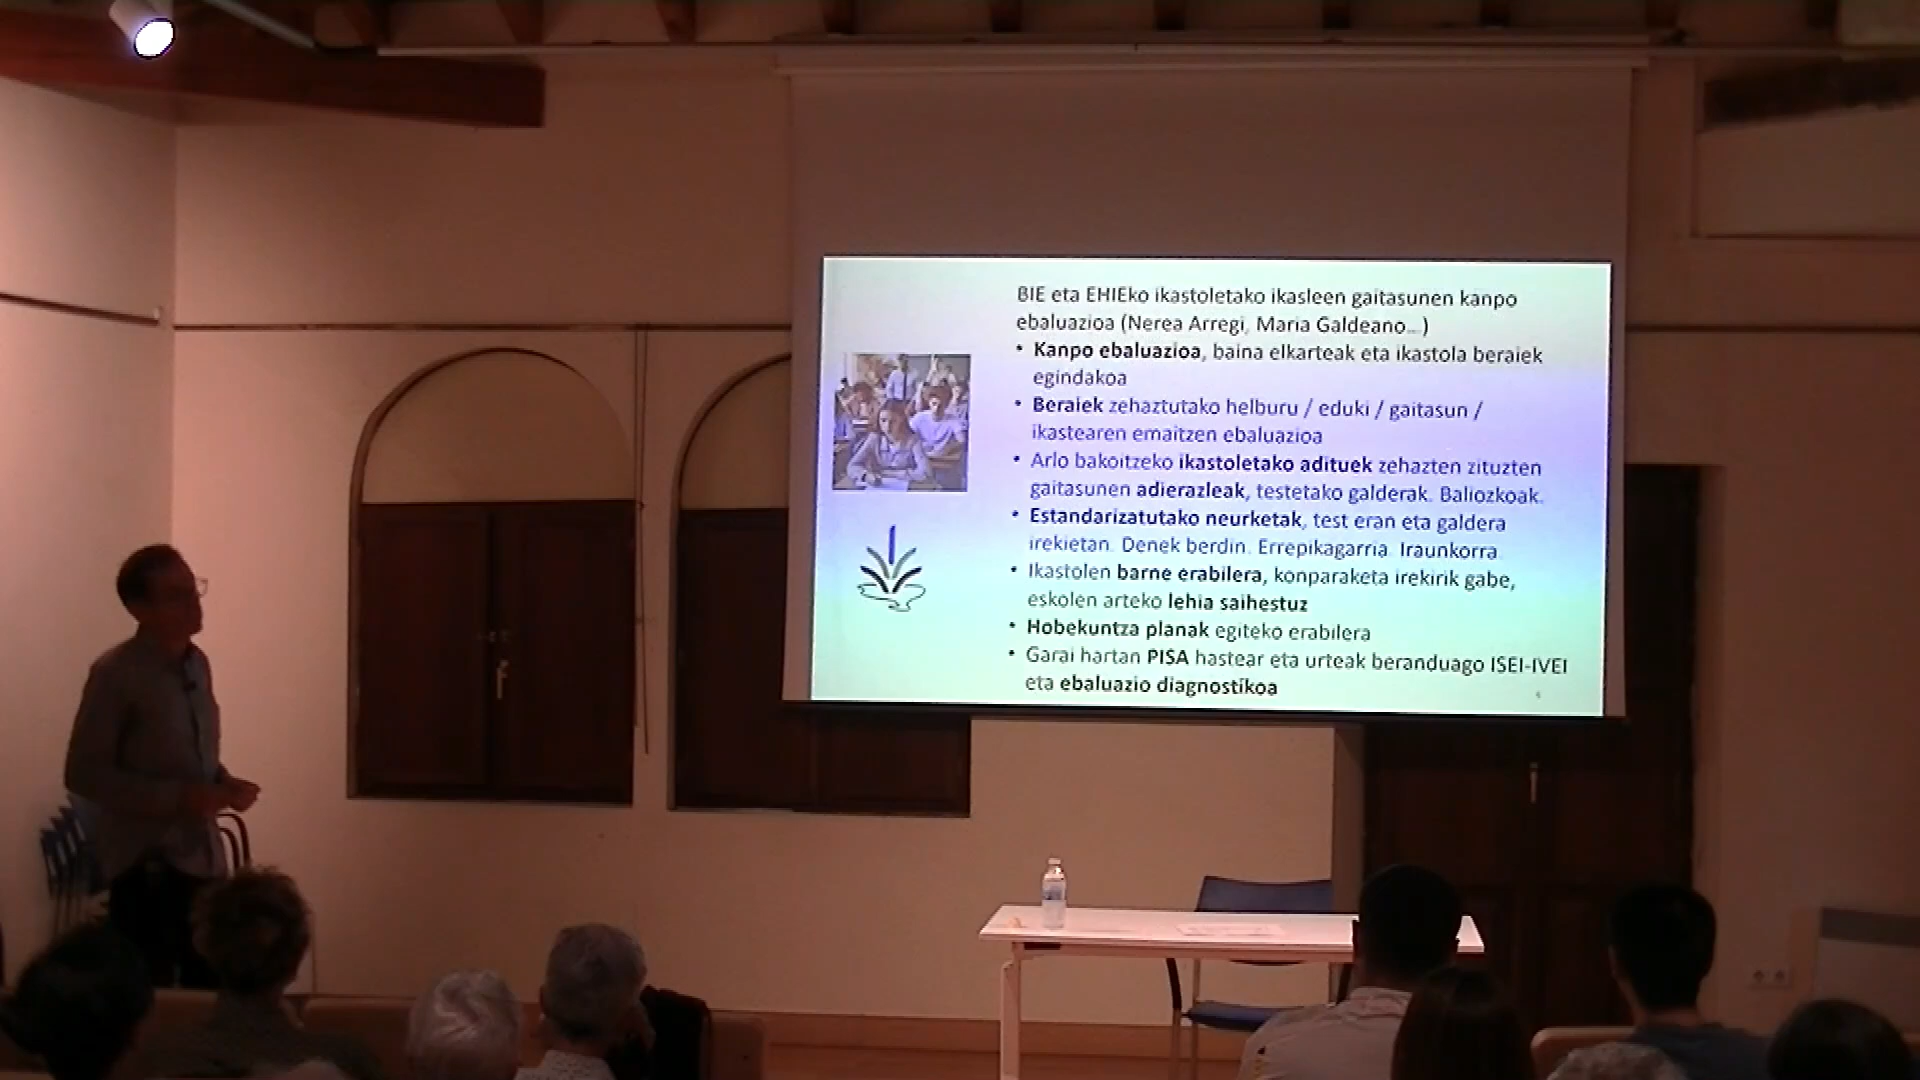 BIE eta EHIEko ikastoletako ikasleen gaitasunen kanpo
ebaluazioa (Nerea Arregi, Maria Galdeano...)
• Kanpo ebaluazioa, baina elkarteak eta ikastola beraiek
egindakoa
• Beraiek zehaztutako helburu / eduki / gaitasun /
ikastearen emaitzen ebaluazioa
• Arlo bakoitzeko ikastoletako adituek zehazten zituzten
gaitasunen adierazleak, testetako galderak. Baliozkoak.
• Estandarizatutako neurketak, test eran eta galdera
irekietan. Denek berdin. Errepikagarria. Iraunkorra
• Ikastolen barne erabilera, konparaketa irekirik gabe,
eskolen arteko lehia saihestuz
• Hobekuntza planak egiteko erabilera
• Garai hartan PISA hastear eta urteak beranduago ISEI-IVEI
eta ebaluazio diagnostikoa